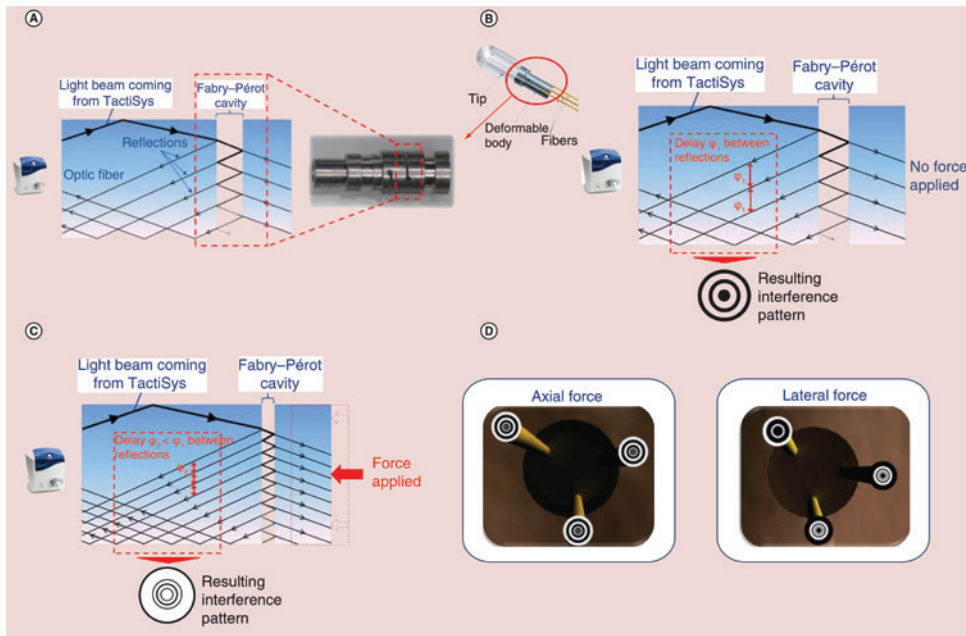 A
Light beam coming
from TactiSys
Fabry–Pérot
cavity
Reflections
Optic fiber
B
Tip
Deformable
body
Fibers
Light beam coming
from TactiSys
Fabry–Pérot
cavity
Delay φ₁ between
reflections
φ₁
φ₁
No force
applied
Resulting
interference
pattern
C
Light beam coming
from TactiSys
Fabry–Pérot
cavity
Delay φ₂ < φ₁ between
reflections
φ₂
Force
applied
Resulting
interference
pattern
D
Axial force
Lateral force